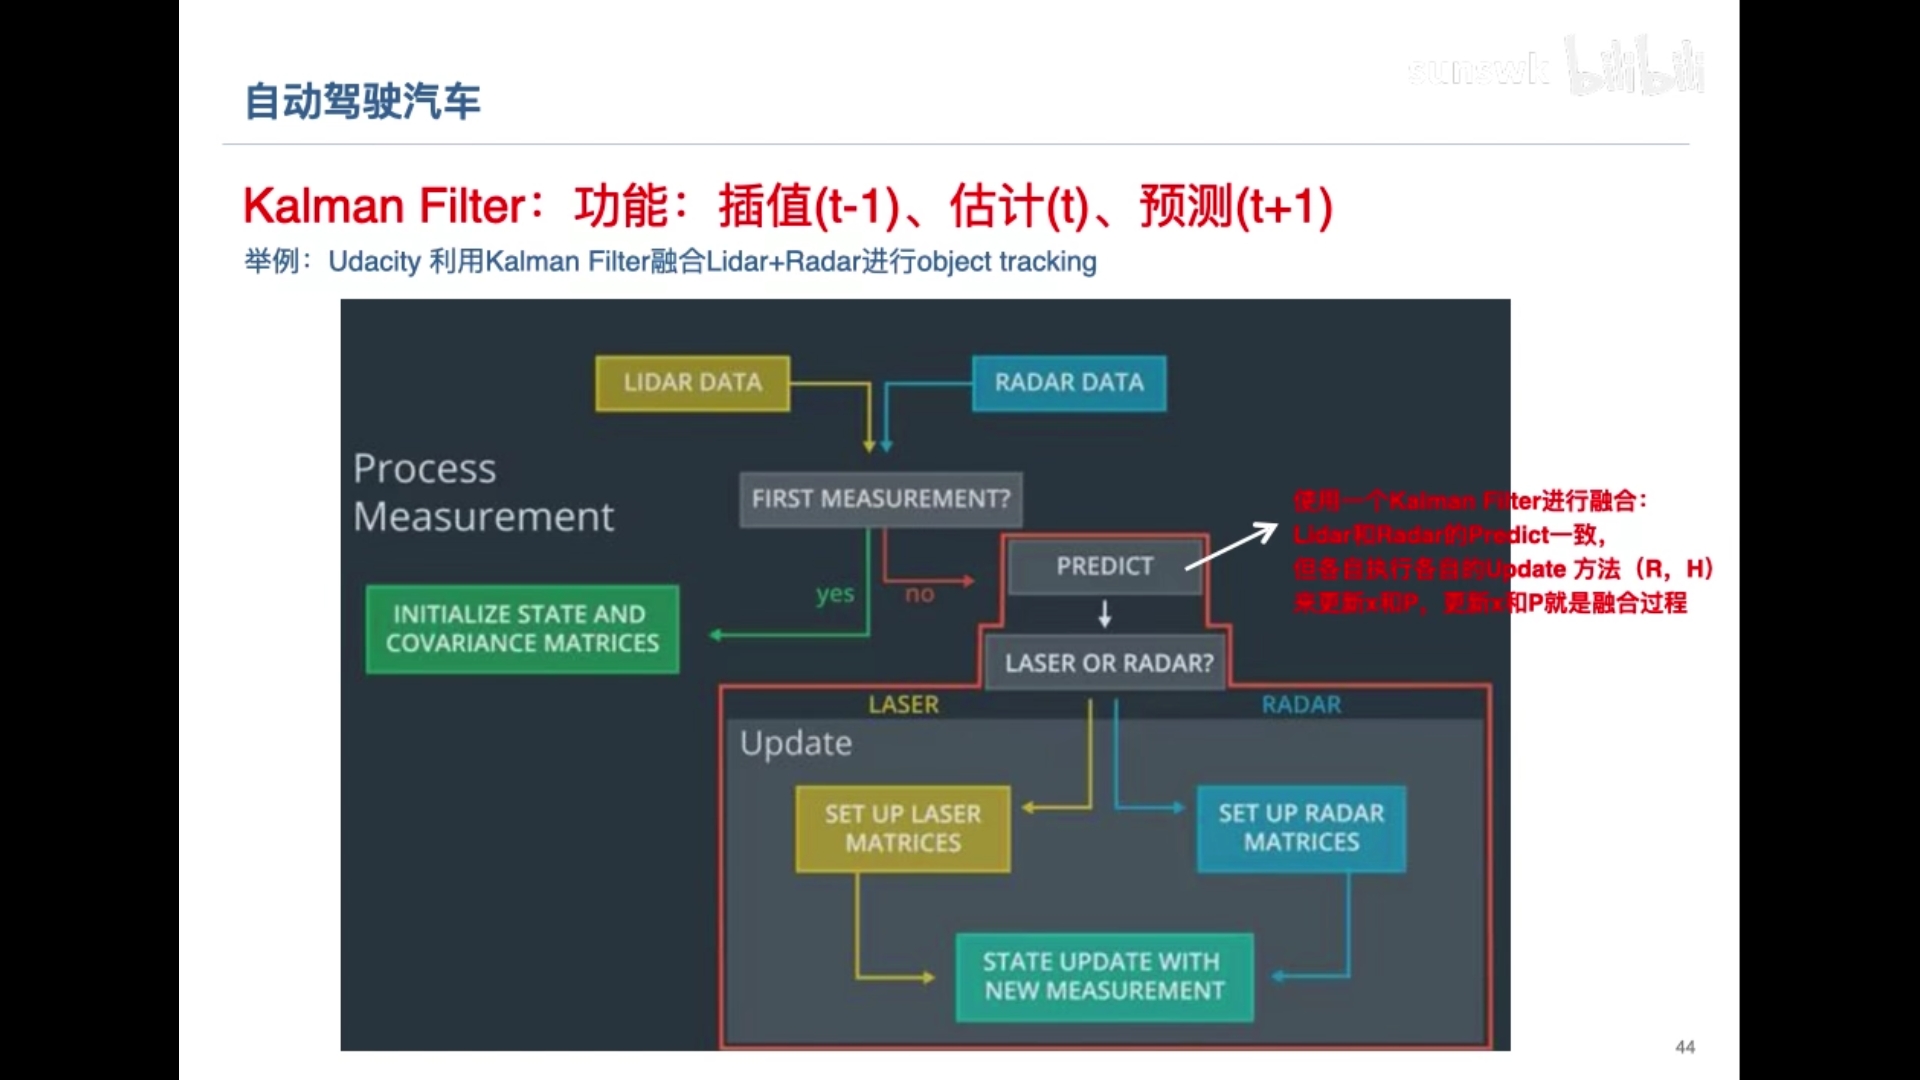 sunswk bilibili
自动驾驶汽车
Kalman Filter：功能：插值(t-1)、估计(t)、预测(t+1)
举例：Udacity 利用Kalman Filter融合Lidar+Radar进行object tracking
LIDAR DATA
RADAR DATA
Process
Measurement
FIRST MEASUREMENT?
使用一个Kalman Filter进行融合：
Lidar和Radar的Predict一致，
但各自执行各自的Update 方法（R，H）
来更新x和P，更新x和P就是融合过程
PREDICT
yes
no
INITIALIZE STATE AND
COVARIANCE MATRICES
LASER OR RADAR?
LASER
RADAR
Update
SET UP LASER
MATRICES
SET UP RADAR
MATRICES
STATE UPDATE WITH
NEW MEASUREMENT
44